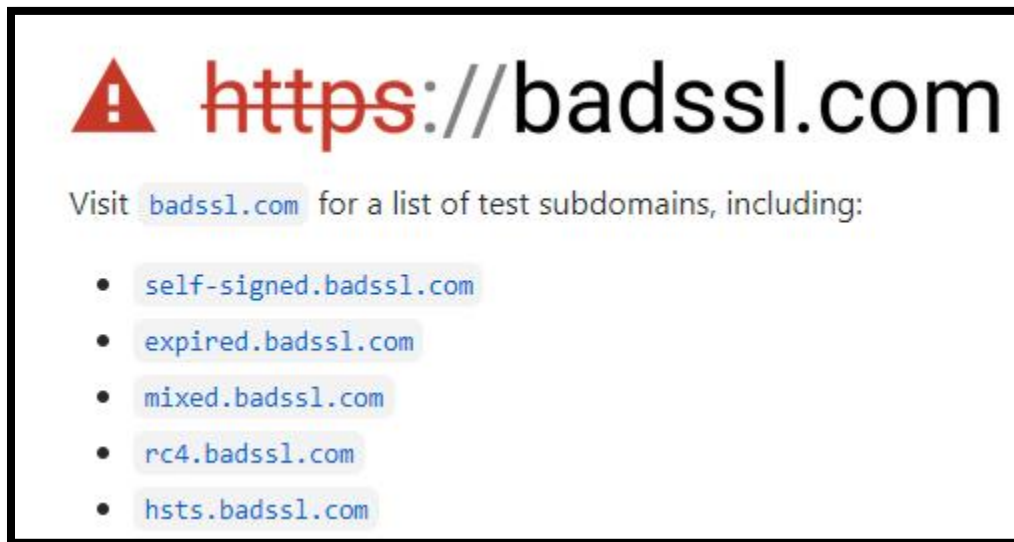 https://badssl.com
Visit badssl.com for a list of test subdomains, including:
• self-signed.badssl.com
• expired.badssl.com
• mixed.badssl.com
• rc4.badssl.com
• hsts.badssl.com